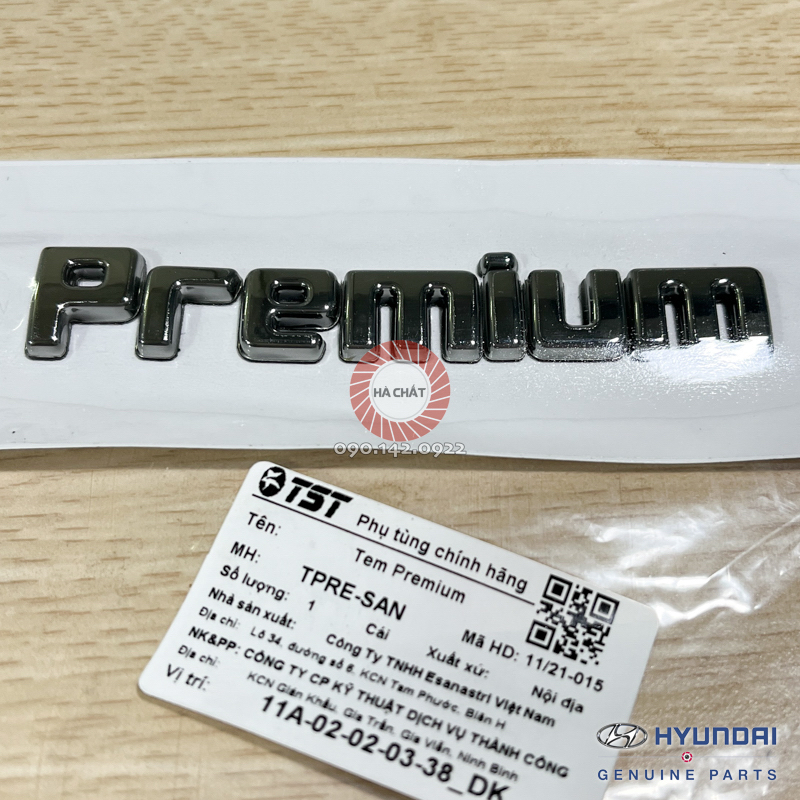 Premium
HÀ CHẤT
090.142.0922
TST Phụ tùng chính hãng
Tên: Tem Premium
MH: TPRE-SAN Mã HD: 11/21-015
Số lượng: 1 Cái Xuất xứ: Nội địa
Nhà sản xuất: Công Ty TNHH Esanastri Việt Nam
Địa chỉ: Lô 34, đường số 6, KCN Tam Phước, Biên H
NK&PP: CÔNG TY CP KỸ THUẬT DỊCH VỤ THÀNH CÔNG
Địa chỉ: KCN Gián Khẩu, Gia Trấn, Gia Viễn, Ninh Bình
Vị trí: 11A-02-02-03-38_DK
HYUNDAI
GENUINE PARTS